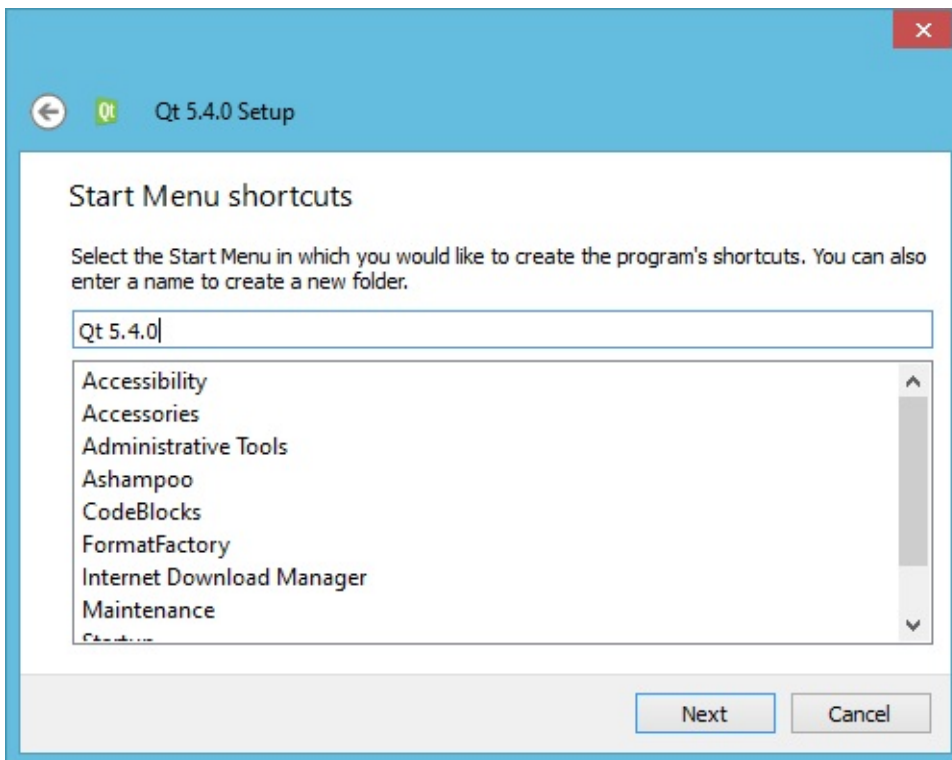 Qt Qt 5.4.0 Setup
Start Menu shortcuts
Select the Start Menu in which you would like to create the program's shortcuts. You can also
enter a name to create a new folder.
Qt 5.4.0
Accessibility
Accessories
Administrative Tools
Ashampoo
CodeBlocks
FormatFactory
Internet Download Manager
Maintenance
Next Cancel